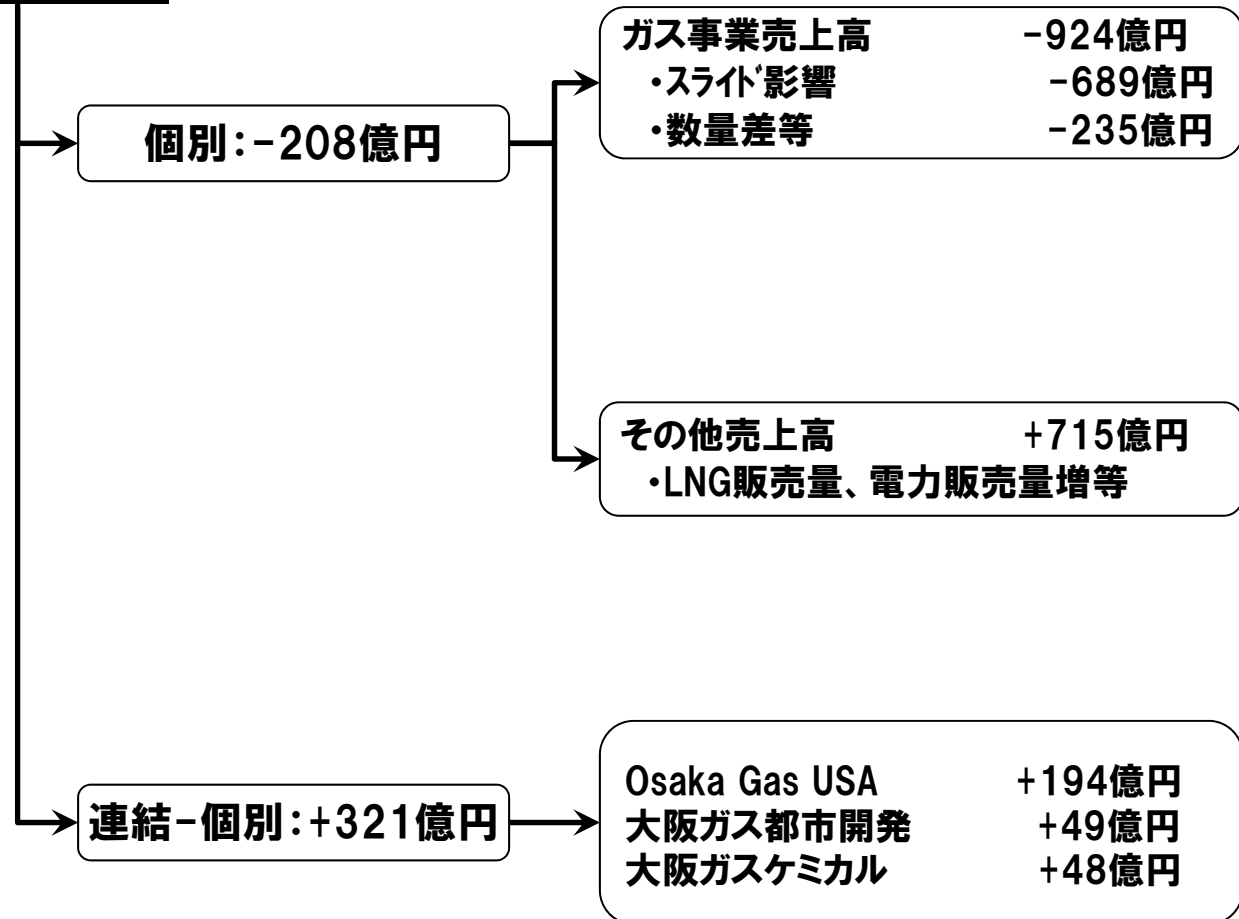 個別：-208億円
ガス事業売上高 -924億円
・スライド影響 -689億円
・数量差等 -235億円
その他売上高 +715億円
・LNG販売量、電力販売量増等
連結-個別：+321億円
Osaka Gas USA +194億円
大阪ガス都市開発 +49億円
大阪ガスケミカル +48億円